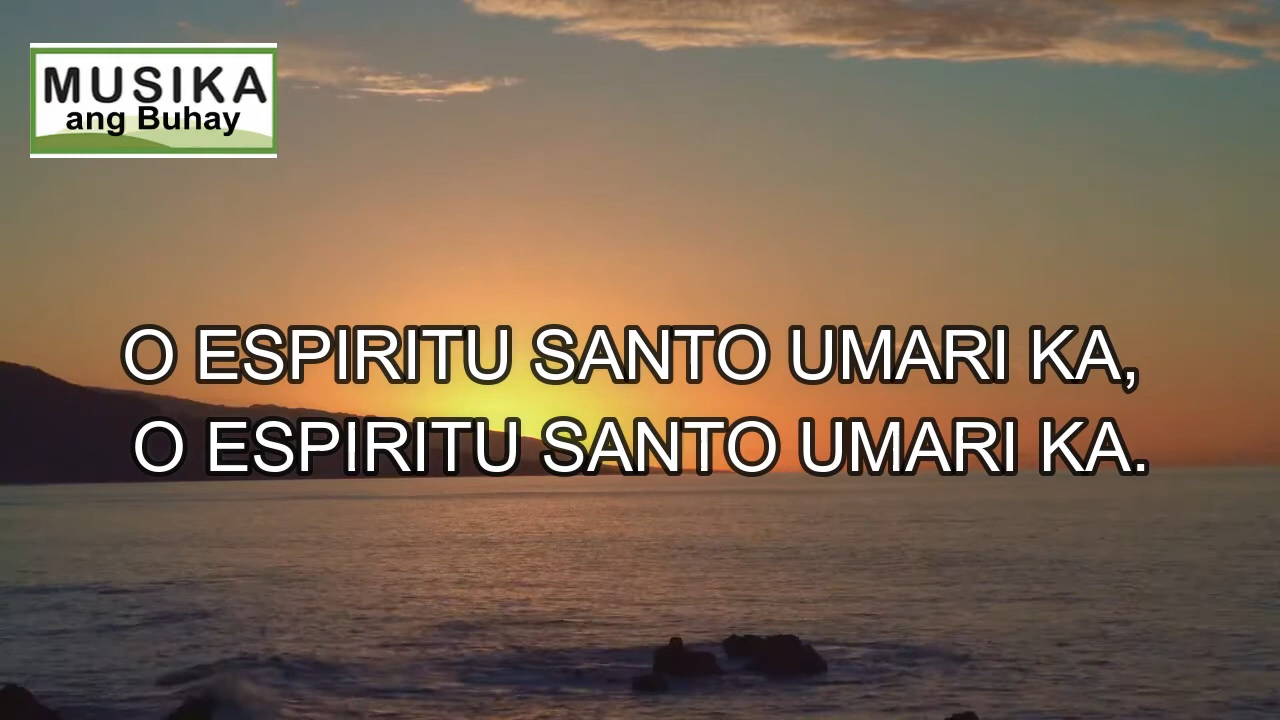 MUSIKA
ang Buhay
O ESPIRITU SANTO UMARI KA,
O ESPIRITU SANTO UMARI KA.